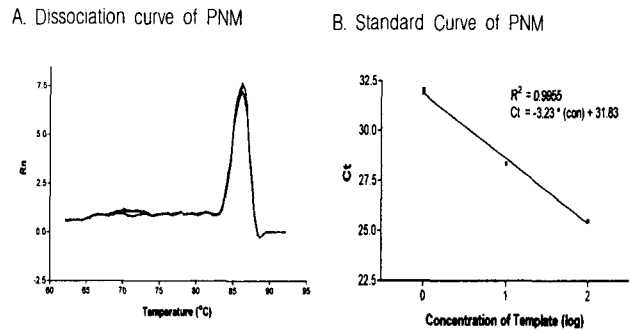 A. Dissociation curve of PNM
B. Standard Curve of PNM
7.5
5.0
2.5
0.0
-2.5
Rn
60 65 70 75 80 85 90 95
Temperature (°C)
32.5
30.0
27.5
25.0
22.5
Ct
R² = 0.9955
Ct = -3.23 * (con) + 31.83
0 1 2
Concentration of Template (log)